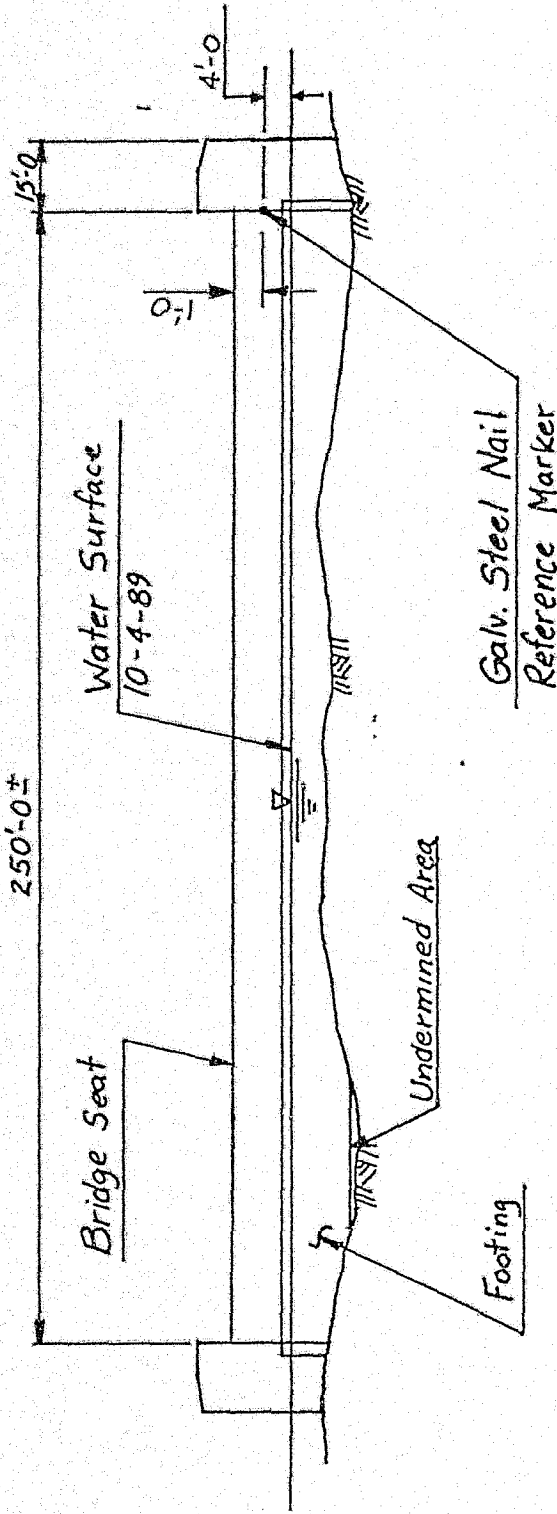 250'-0±
15'-0
Bridge Seat
Water Surface
10-4-89
1'-0
4'-0
Footing
Undermined Area
Galv. Steel Nail
Reference Marker